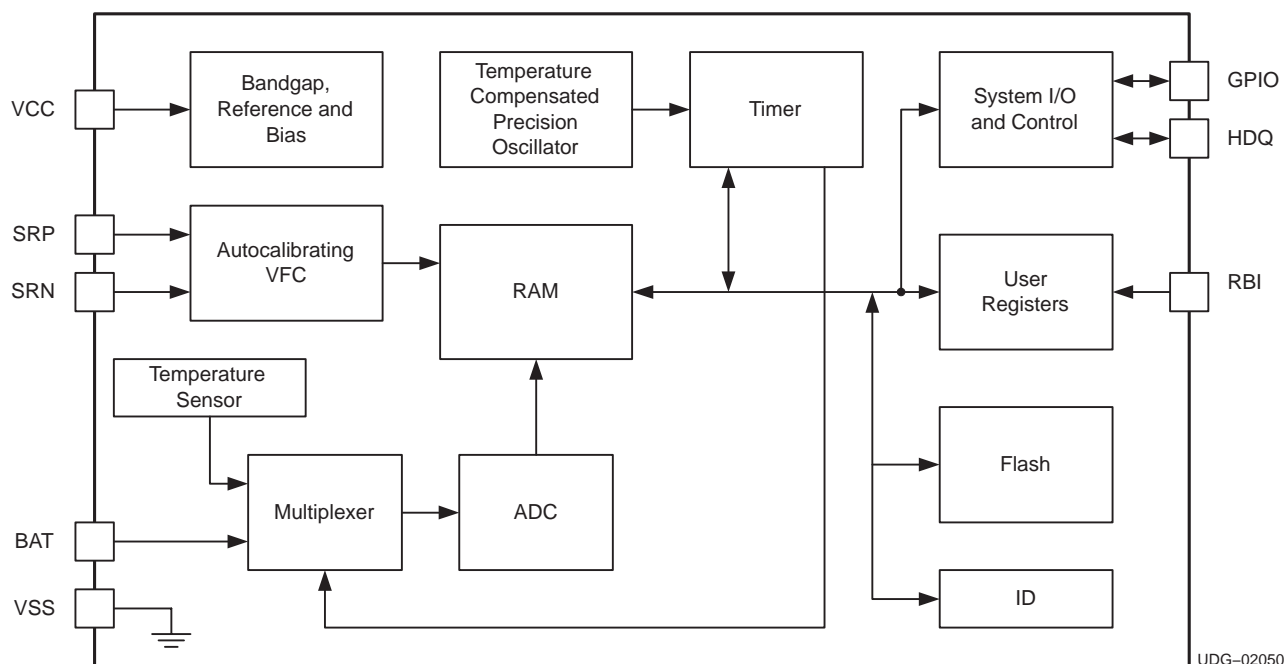 VCC
Bandgap,
Reference and
Bias
Temperature
Compensated
Precision
Oscillator
Timer
System I/O
and Control
GPIO
HDQ
SRP
SRN
Autocalibrating
VFC
RAM
User
Registers
RBI
Temperature
Sensor
Multiplexer
ADC
Flash
BAT
VSS
ID
UDG–02050